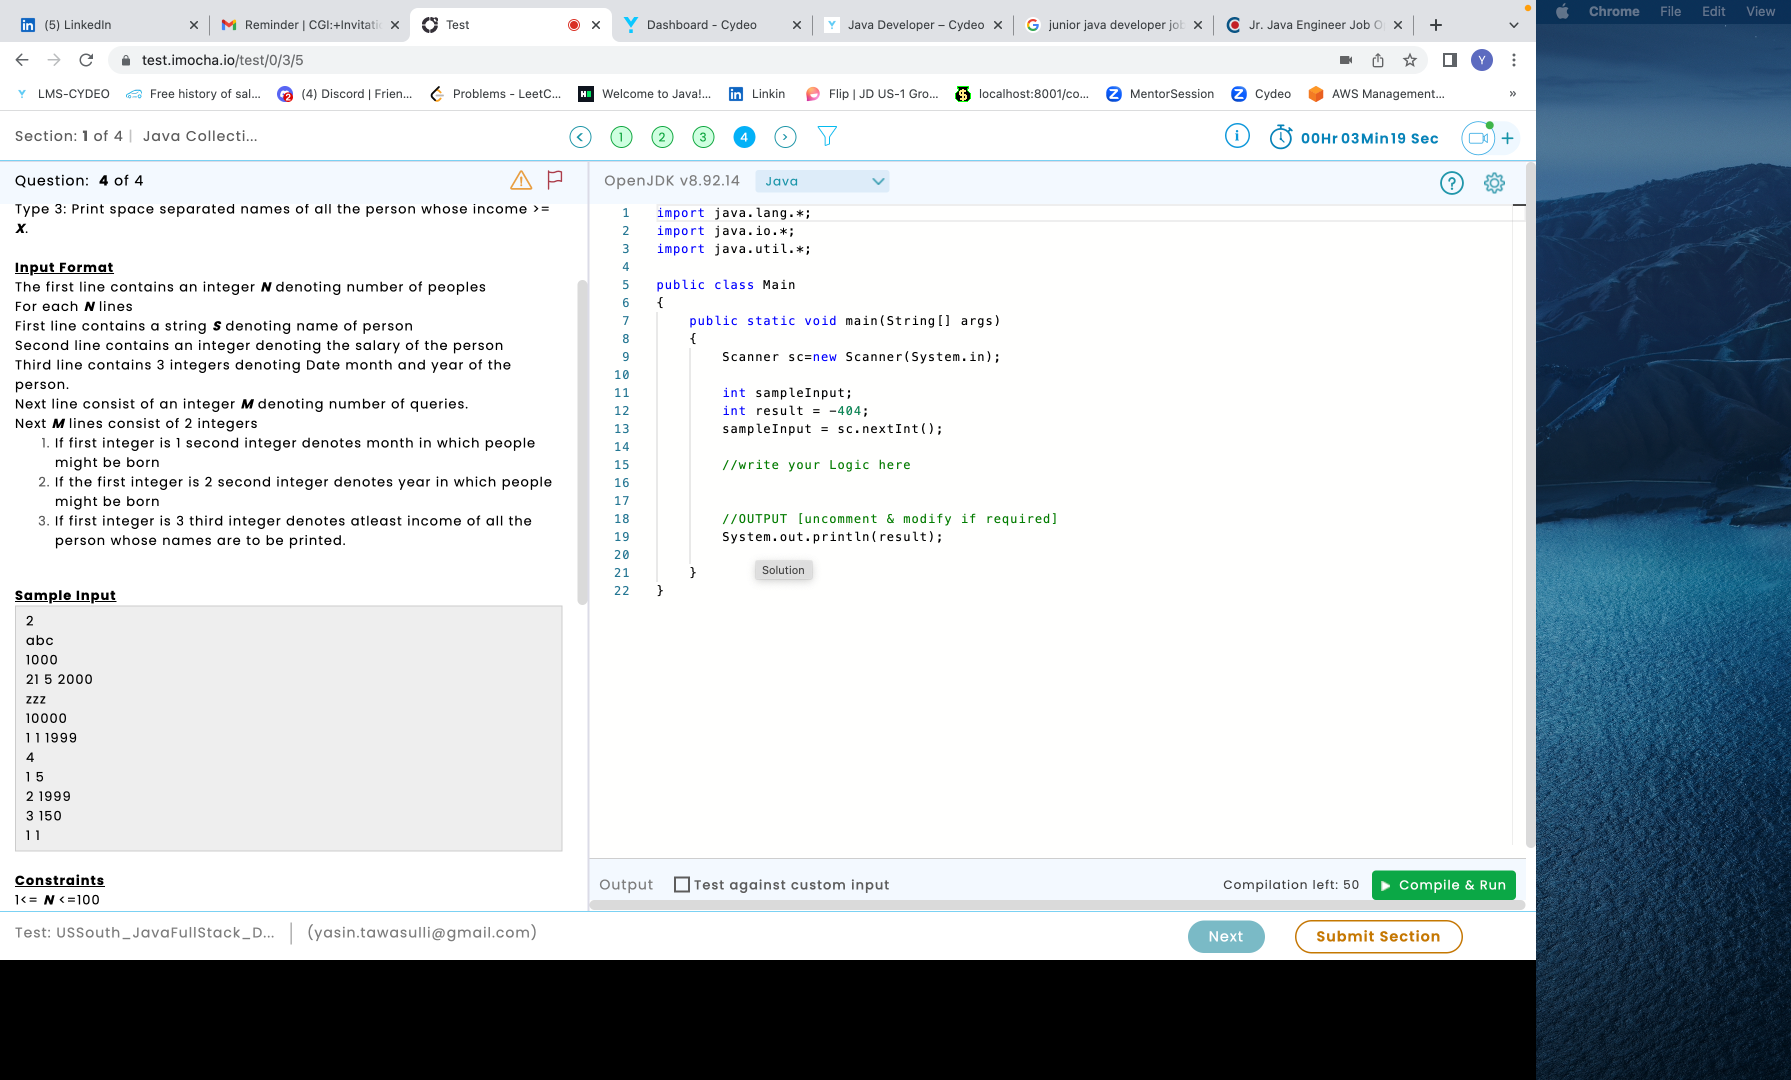 (5) LinkedIn
Reminder | CGI:+Invitati
Test
Dashboard - Cydeo
Java Developer – Cydeo
junior java developer jo
Jr. Java Engineer Job O
Chrome File Edit View
test.imocha.io/test/0/3/5
Y
LMS-CYDEO
Free history of sal...
(4) Discord | Frien...
Problems - LeetC...
Welcome to Java!...
Linkin
Flip | JD US-1 Gro...
localhost:8001/co...
MentorSession
Cydeo
AWS Management...
»
Section: 1 of 4 | Java Collecti...
1 2 3 4
00Hr 03Min 19 Sec
Question: 4 of 4
OpenJDK v8.92.14 Java
Type 3: Print space separated names of all the person whose income >=
X.
Input Format
The first line contains an integer N denoting number of peoples
For each N lines
First line contains a string S denoting name of person
Second line contains an integer denoting the salary of the person
Third line contains 3 integers denoting Date month and year of the
person.
Next line consist of an integer M denoting number of queries.
Next M lines consist of 2 integers
1. If first integer is 1 second integer denotes month in which people
might be born
2. If the first integer is 2 second integer denotes year in which people
might be born
3. If first integer is 3 third integer denotes atleast income of all the
person whose names are to be printed.
Sample Input
2
abc
1000
21 5 2000
zzz
10000
1 1 1999
4
1 5
2 1999
3 150
1 1
Constraints
1<= N <=100
1 import java.lang.*;
2 import java.io.*;
3 import java.util.*;
4
5 public class Main
6 {
7 public static void main(String[] args)
8 {
9 Scanner sc=new Scanner(System.in);
10
11 int sampleInput;
12 int result = -404;
13 sampleInput = sc.nextInt();
14
15 //write your Logic here
16
17
18 //OUTPUT [uncomment & modify if required]
19 System.out.println(result);
20
21 }
22 }
Solution
Output Test against custom input
Compilation left: 50
Compile & Run
Test: USSouth_JavaFullStack_D... | (yasin.tawasulli@gmail.com)
Next
Submit Section